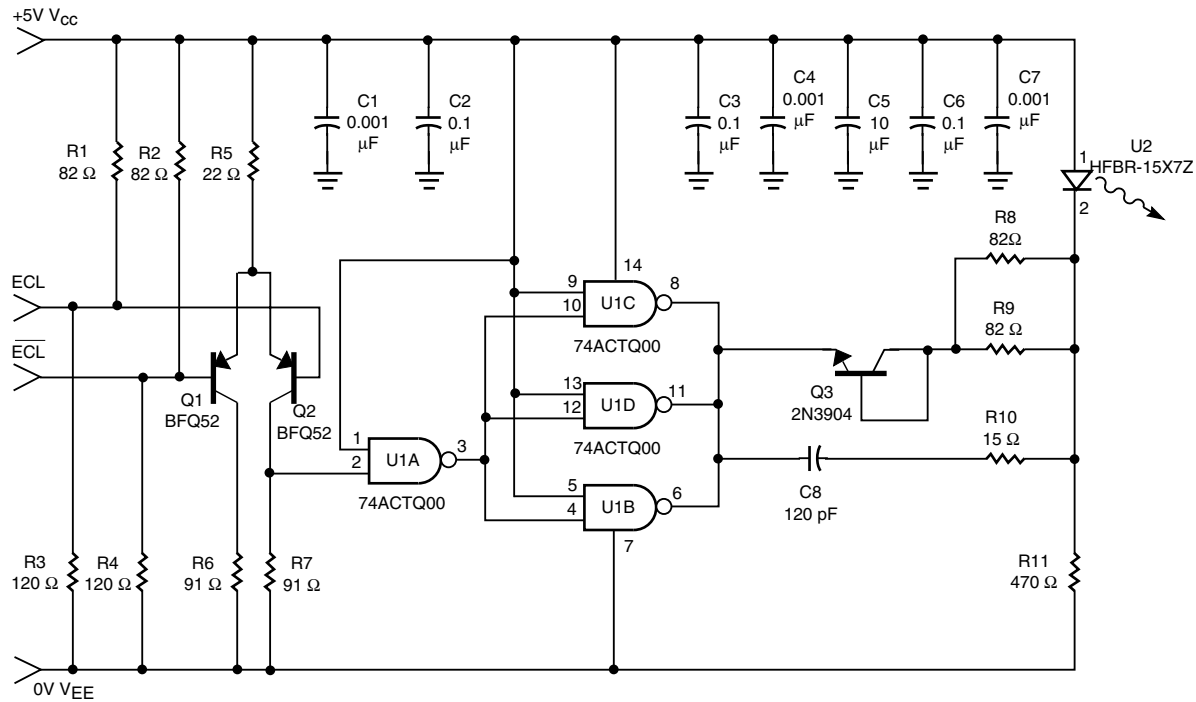 +5V VCC
C1
0.001
μF
C2
0.1
μF
C3
0.1
μF
C4
0.001
μF
C5
10
μF
C6
0.1
μF
C7
0.001
μF
R1
82 Ω
R2
82 Ω
R5
22 Ω
U2
HFBR-15X7Z
1
2
R8
82Ω
ECL
ECL
Q1
BFQ52
Q2
BFQ52
9
10
14
U1C
8
74ACTQ00
13
12
U1D
11
74ACTQ00
1
2
U1A
3
74ACTQ00
5
4
U1B
6
7
R9
82 Ω
Q3
2N3904
R10
15 Ω
C8
120 pF
R3
120 Ω
R4
120 Ω
R6
91 Ω
R7
91 Ω
R11
470 Ω
0V VEE